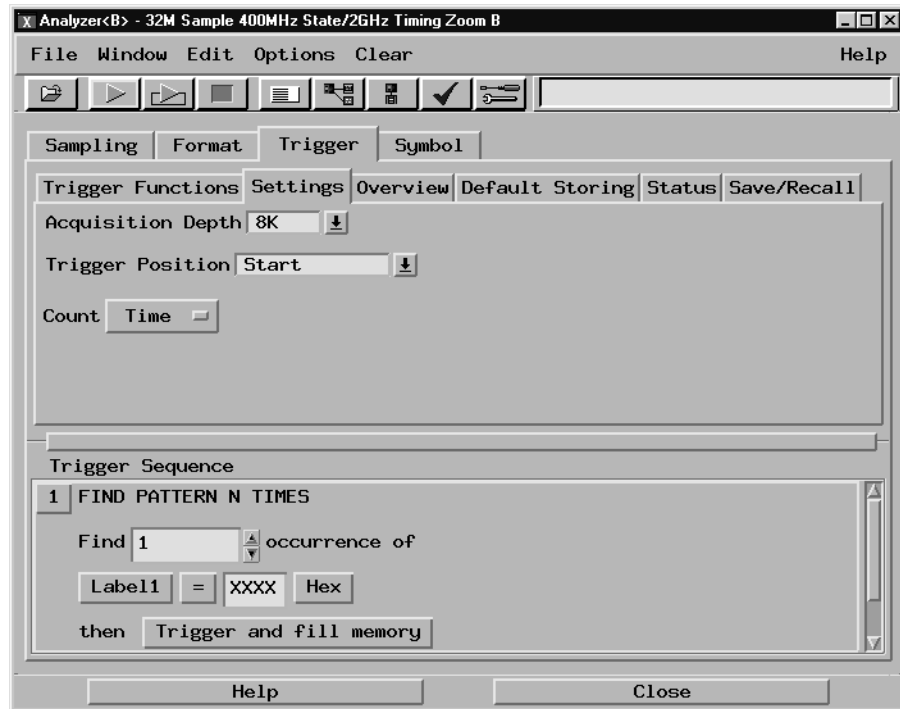 Analyzer<B> - 32M Sample 400MHz State/2GHz Timing Zoom B
File Window Edit Options Clear Help
Sampling Format Trigger Symbol
Trigger Functions Settings Overview Default Storing Status Save/Recall
Acquisition Depth 8K
Trigger Position Start
Count Time
Trigger Sequence
1 FIND PATTERN N TIMES
Find 1 occurrence of
Label1 = XXXX Hex
then Trigger and fill memory
Help Close